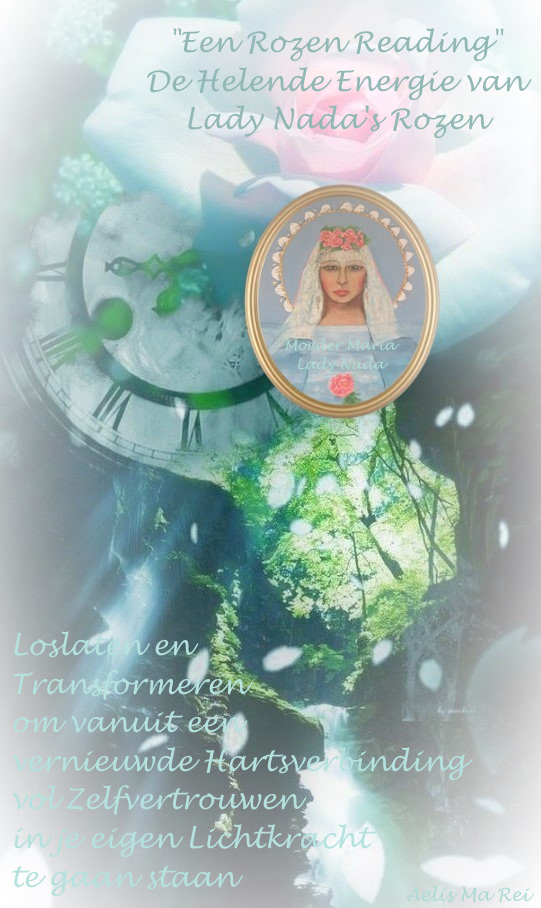 "Een Rozen Reading"
De Helende Energie van
Lady Nada's Rozen
Moeder Maria
Lady Nada
Loslaten en
Transformeren
om vanuit een
vernieuwde Hartsverbinding
vol Zelfvertrouwen
in je eigen Lichtkracht
te gaan staan
Aelis Ma Rei